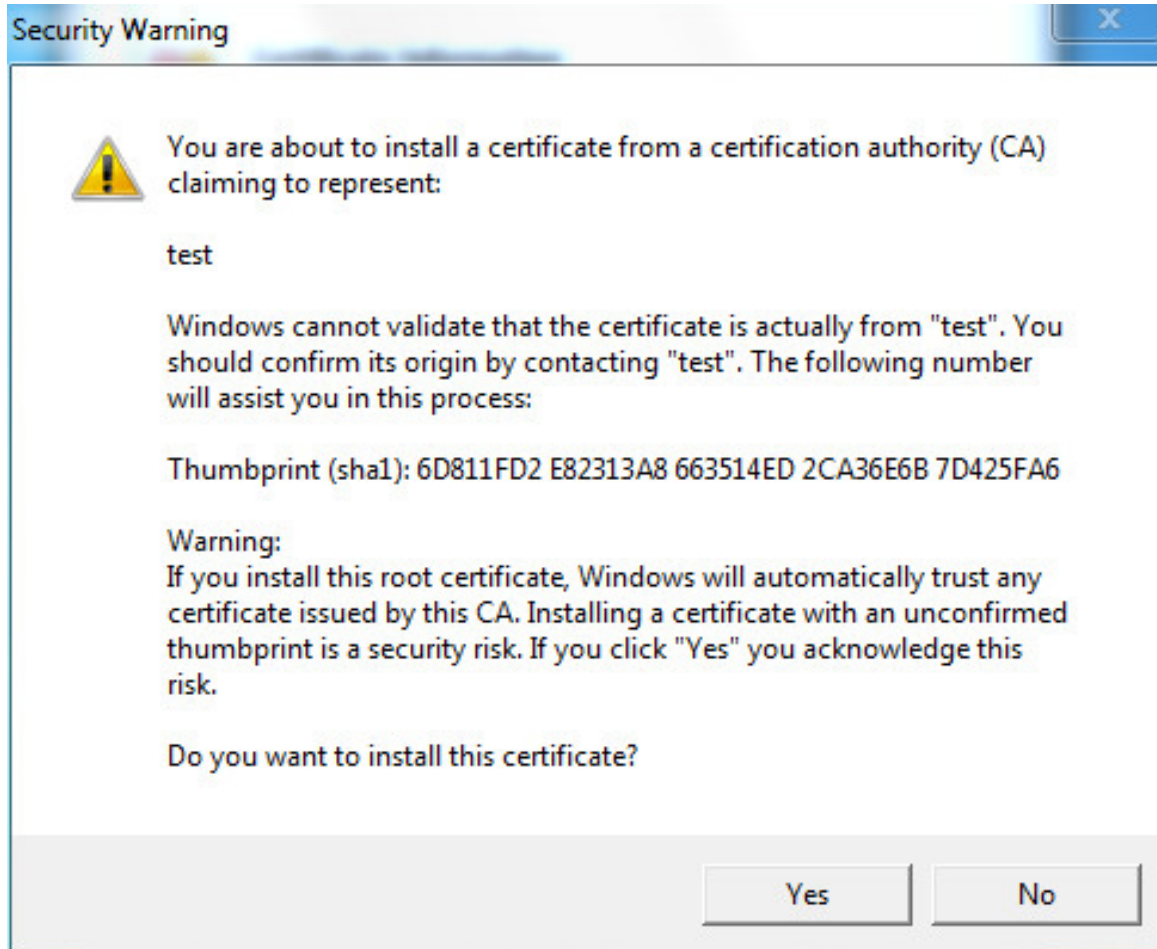 Security Warning
You are about to install a certificate from a certification authority (CA)
claiming to represent:
test
Windows cannot validate that the certificate is actually from "test". You
should confirm its origin by contacting "test". The following number
will assist you in this process:
Thumbprint (sha1): 6D811FD2 E82313A8 663514ED 2CA36E6B 7D425FA6
Warning:
If you install this root certificate, Windows will automatically trust any
certificate issued by this CA. Installing a certificate with an unconfirmed
thumbprint is a security risk. If you click "Yes" you acknowledge this
risk.
Do you want to install this certificate?
Yes
No